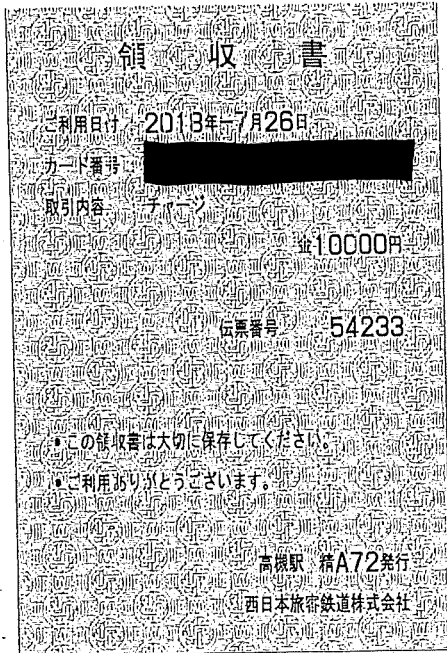 領収書
ご利用日付 2013年-7月26日
カード番号
取引内容 チャージ
金10000円
伝票番号 54233
・この領収書は大切に保存してください。
・ご利用ありがとうございます。
高槻駅 精A72発行
西日本旅客鉄道株式会社